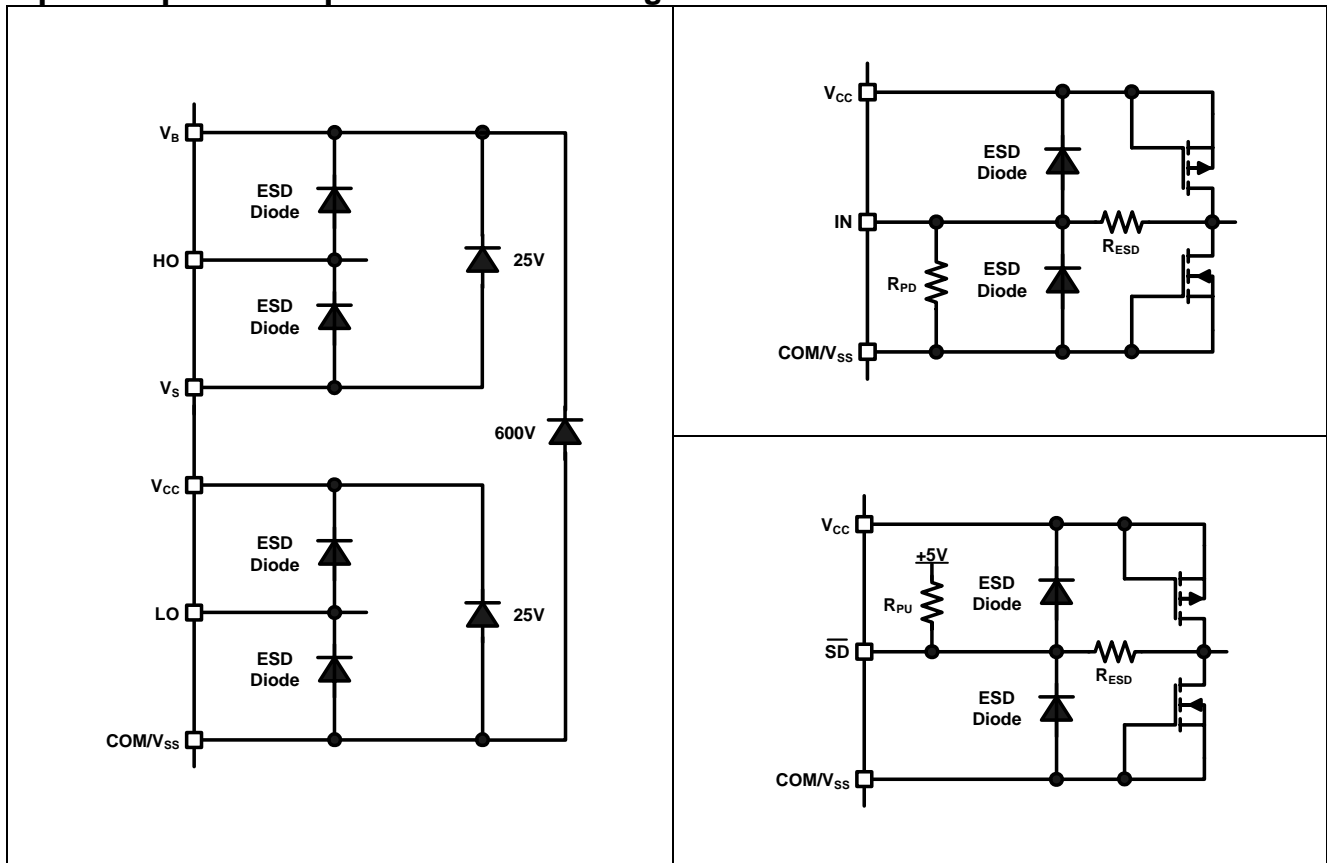 V_B
ESD
Diode
HO
25V
ESD
Diode
V_S
600V
V_CC
ESD
Diode
LO
25V
ESD
Diode
COM/V_SS
V_CC
ESD
Diode
IN
R_ESD
R_PD
ESD
Diode
COM/V_SS
V_CC
+5V
ESD
Diode
R_PU
S̅D̅
R_ESD
ESD
Diode
COM/V_SS